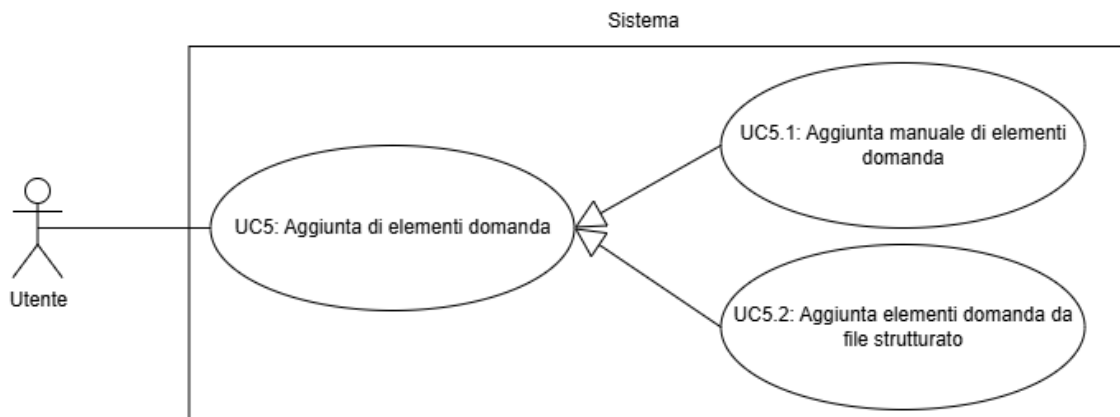 Sistema
UC5.1: Aggiunta manuale di elementi
domanda
UC5: Aggiunta di elementi domanda
UC5.2: Aggiunta elementi domanda da
file strutturato
Utente